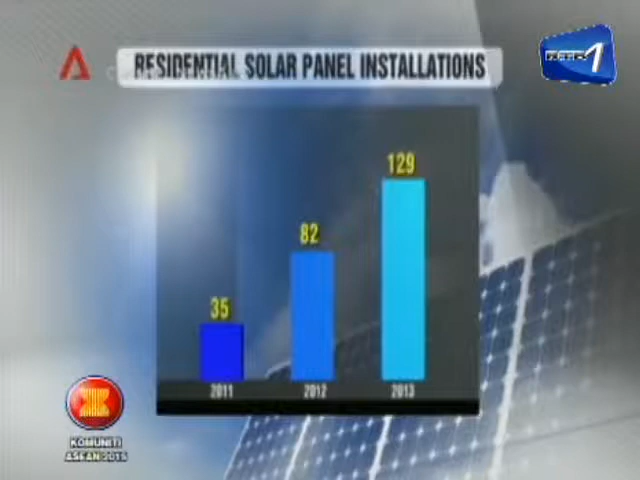 RESIDENTIAL SOLAR PANEL INSTALLATIONS
129
82
35
2011 2012 2013
KOMUNITI
ASEAN 2015